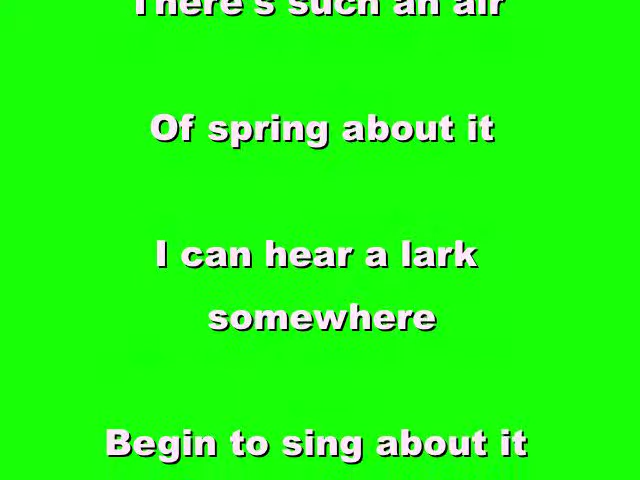 There's such an air
Of spring about it
I can hear a lark
somewhere
Begin to sing about it